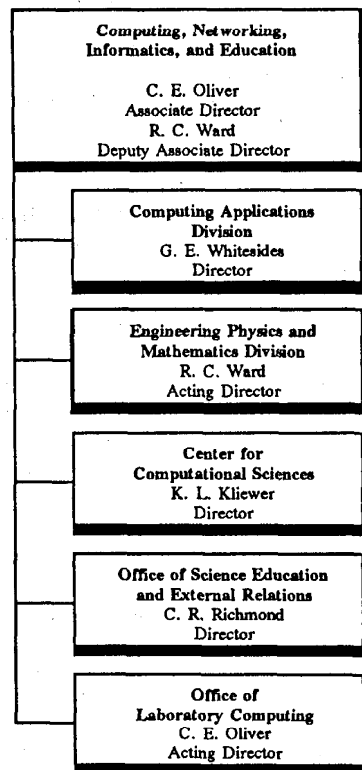 Computing, Networking,
Informatics, and Education
C. E. Oliver
Associate Director
R. C. Ward
Deputy Associate Director
Computing Applications
Division
G. E. Whitesides
Director
Engineering Physics and
Mathematics Division
R. C. Ward
Acting Director
Center for
Computational Sciences
K. L. Kliewer
Director
Office of Science Education
and External Relations
C. R. Richmond
Director
Office of
Laboratory Computing
C. E. Oliver
Acting Director